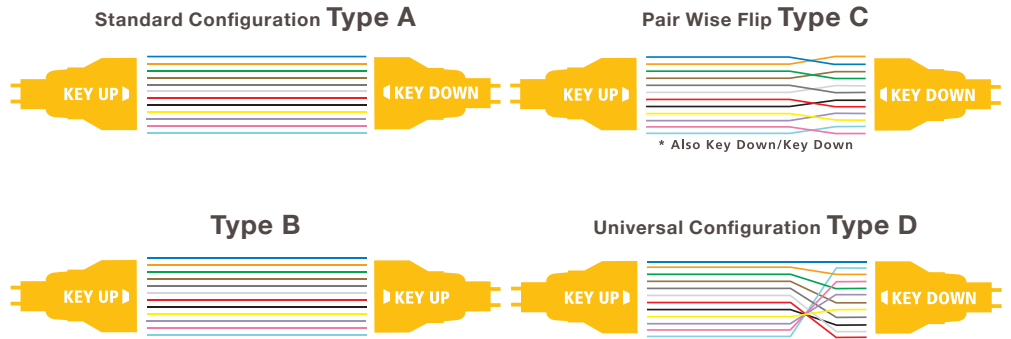 Standard Configuration Type A
Pair Wise Flip Type C
KEY UP
KEY DOWN
KEY UP
KEY DOWN
* Also Key Down/Key Down
Type B
Universal Configuration Type D
KEY UP
KEY UP
KEY UP
KEY DOWN